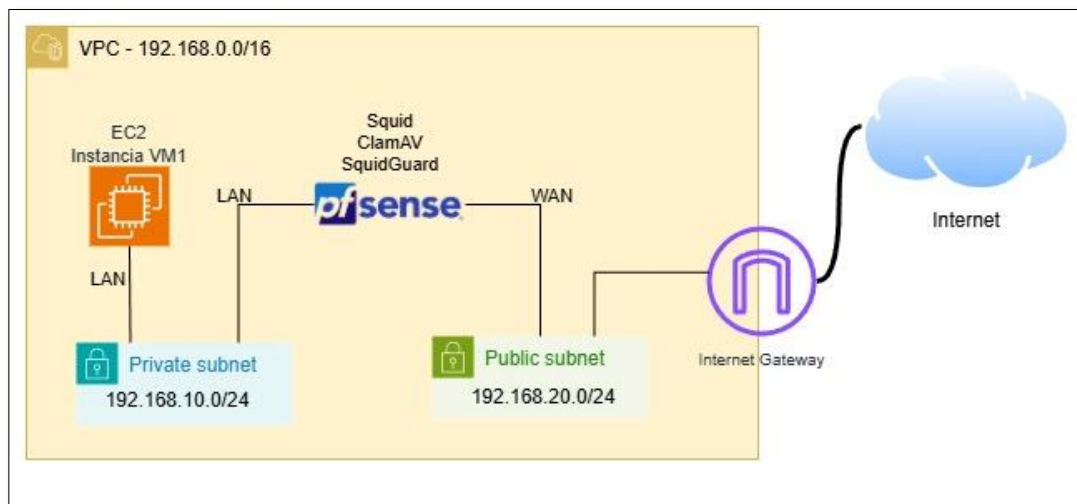 VPC - 192.168.0.0/16
EC2
Instancia VM1
Squid
ClamAV
SquidGuard
LAN
pfsense
WAN
LAN
Internet
Private subnet
192.168.10.0/24
Public subnet
192.168.20.0/24
Internet Gateway